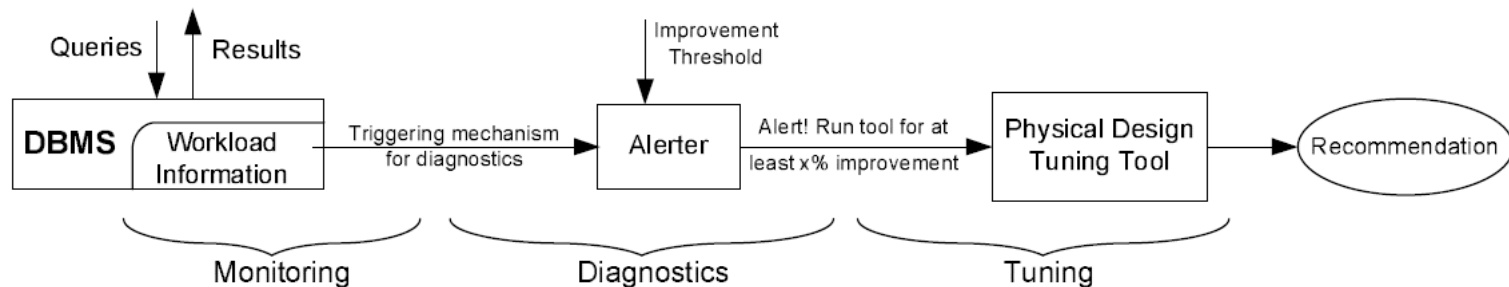 Queries
Results
Improvement
Threshold
DBMS
Workload
Information
Triggering mechanism
for diagnostics
Alerter
Alert! Run tool for at
least x% improvement
Physical Design
Tuning Tool
Recommendation
Monitoring
Diagnostics
Tuning